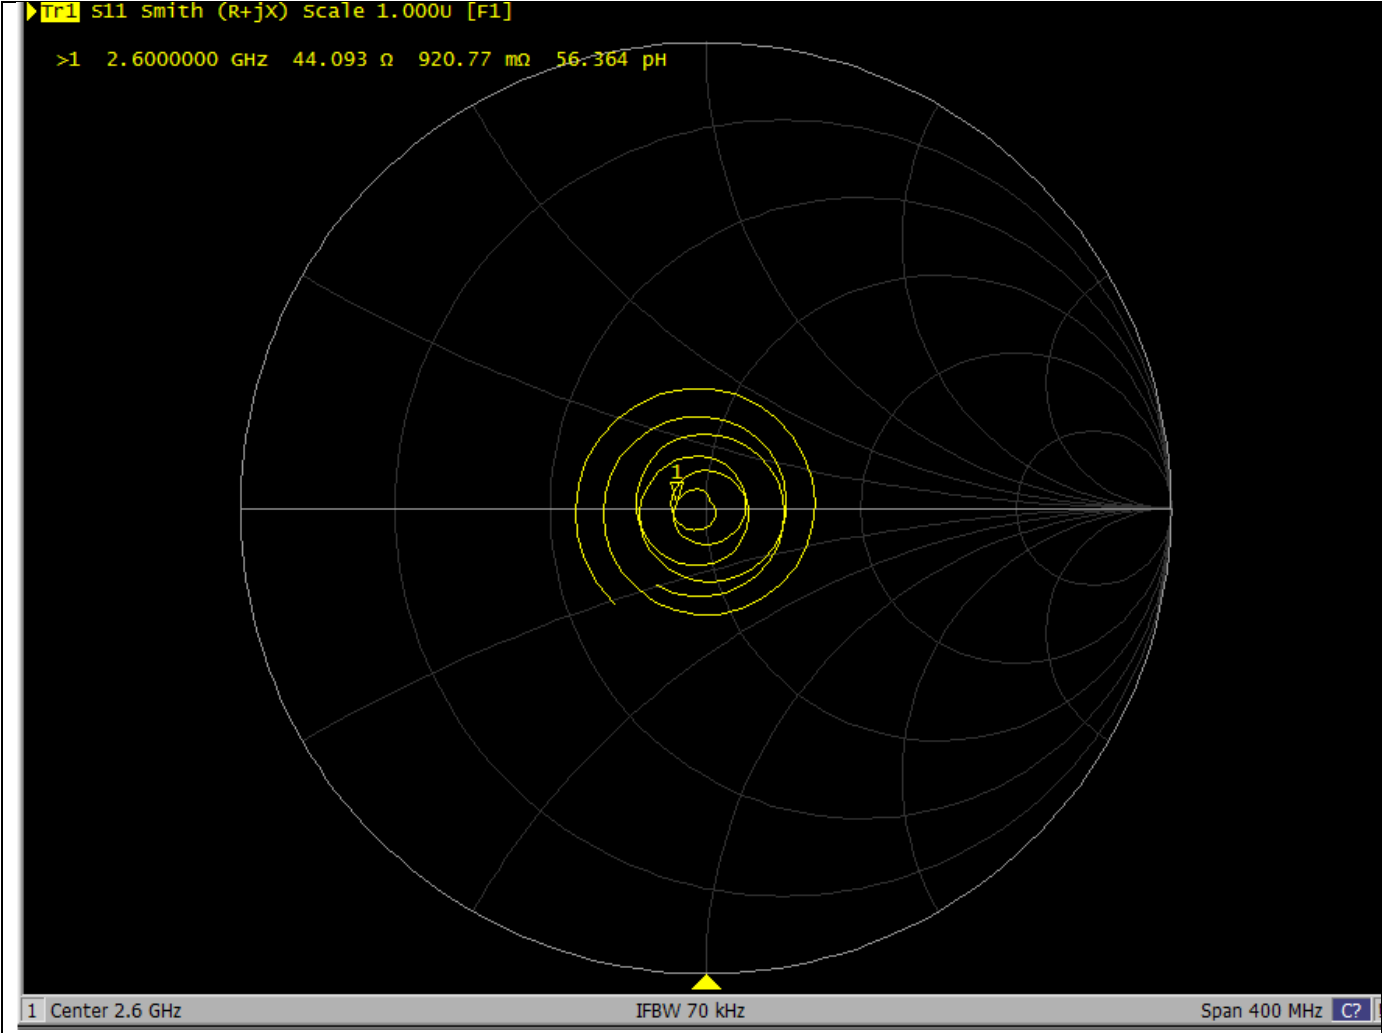 Tr1 S11 Smith (R+jX) Scale 1.000U [F1]
>1 2.6000000 GHz 44.093 Ω 920.77 mΩ 56.364 pH
1
1 Center 2.6 GHz IFBW 70 kHz Span 400 MHz C? !